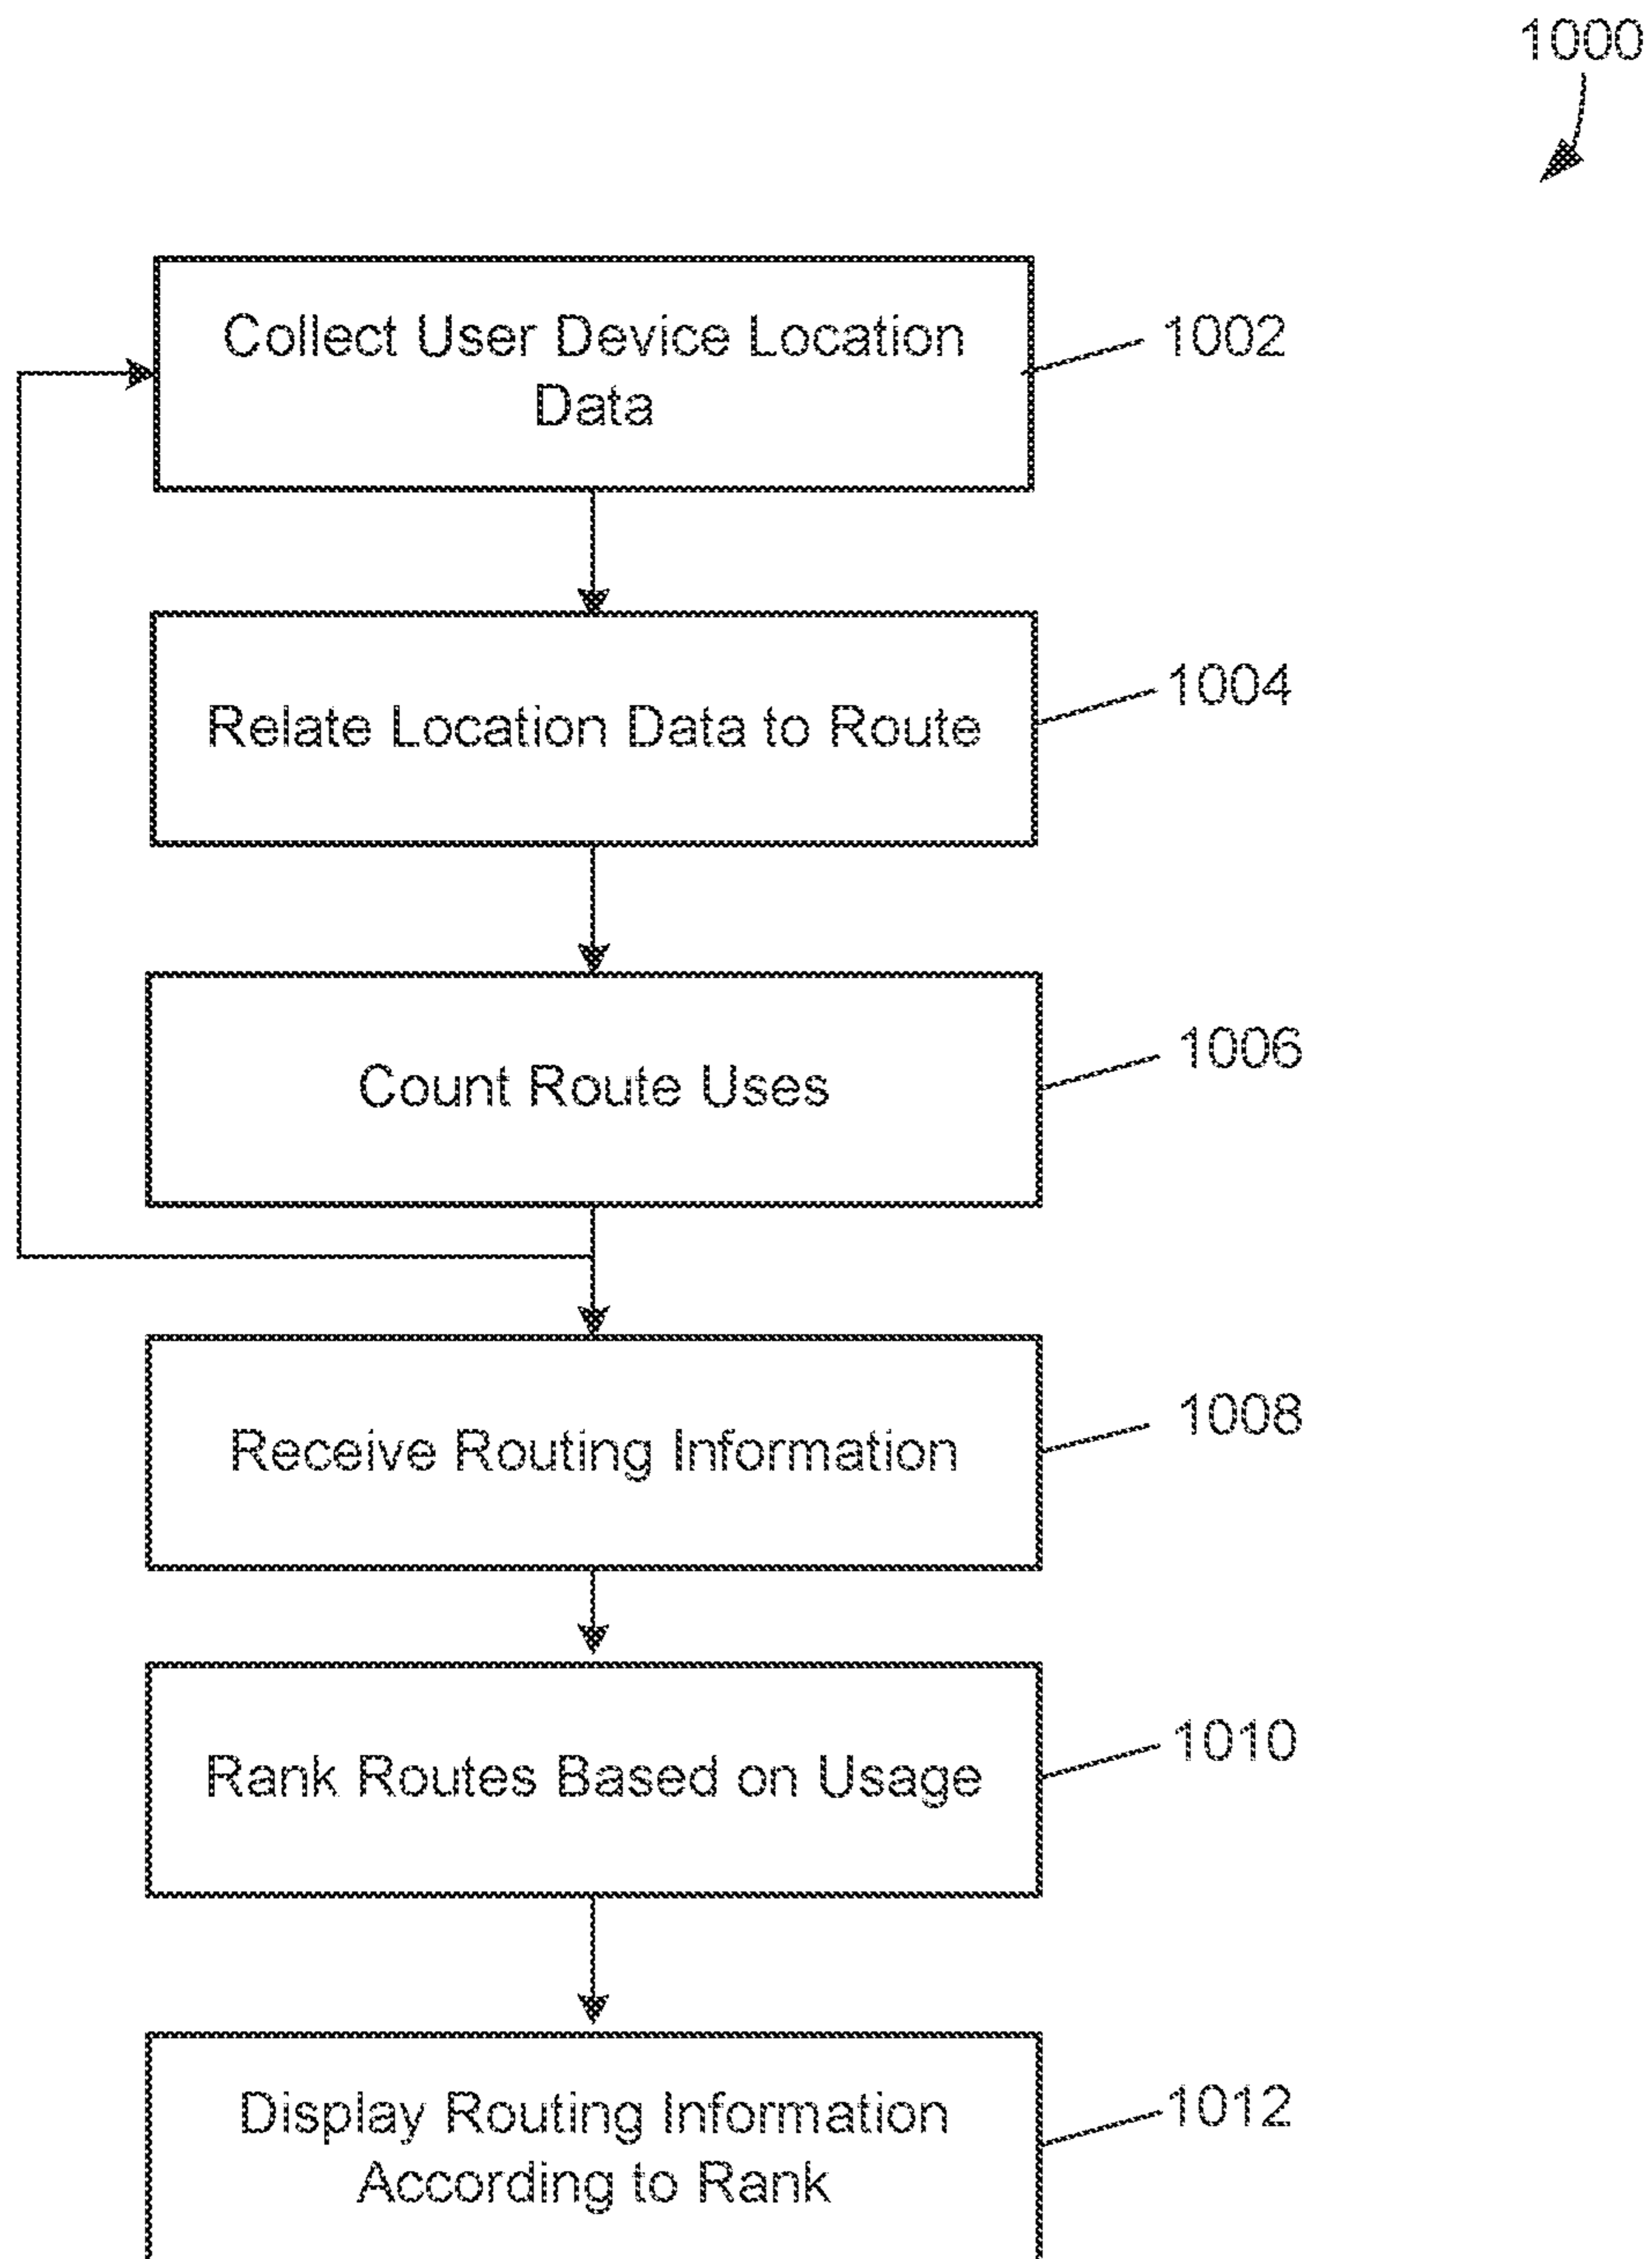 1000
Collect User Device Location
Data
1002
Relate Location Data to Route
1004
Count Route Uses
1006
Receive Routing Information
1008
Rank Routes Based on Usage
1010
Display Routing Information
According to Rank
1012